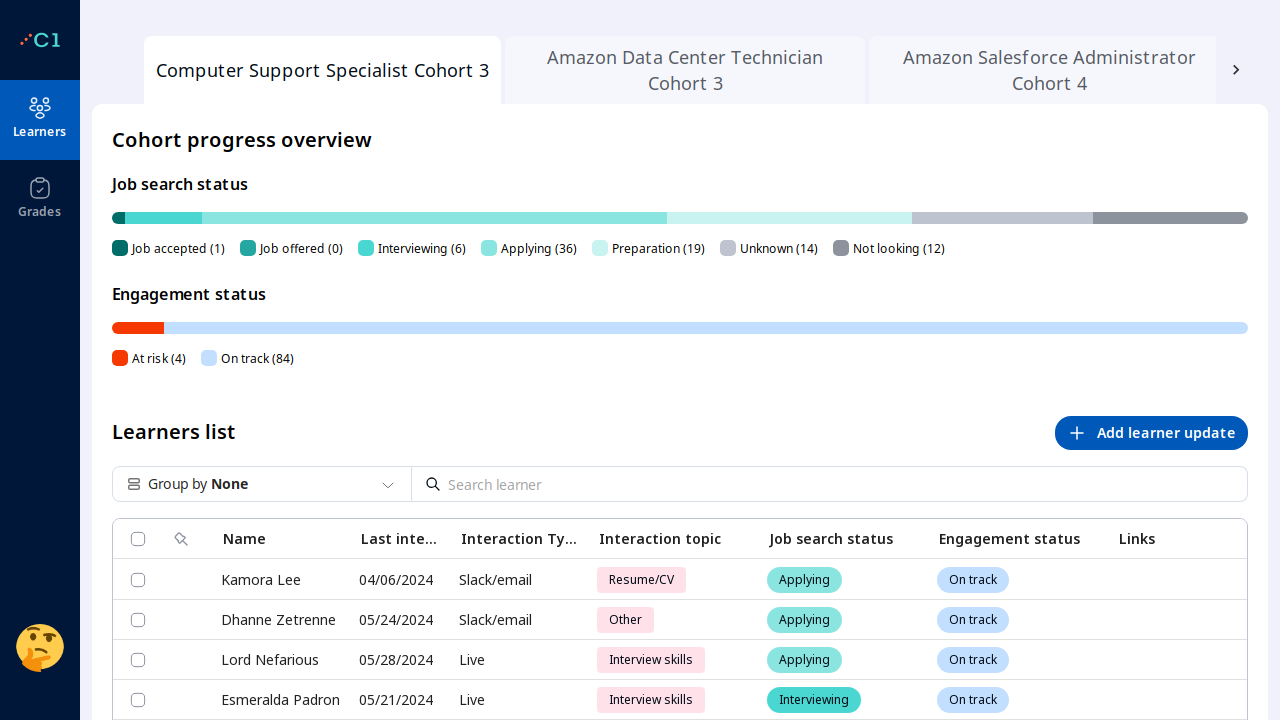 C1
Learners
Grades
Computer Support Specialist Cohort 3
Amazon Data Center Technician
Cohort 3
Amazon Salesforce Administrator
Cohort 4
Cohort progress overview
Job search status
Job accepted (1) Job offered (0) Interviewing (6) Applying (36) Preparation (19) Unknown (14) Not looking (12)
Engagement status
At risk (4) On track (84)
Learners list
Add learner update
Group by None
Search learner
Name Last inte... Interaction Ty... Interaction topic Job search status Engagement status Links
Kamora Lee 04/06/2024 Slack/email Resume/CV Applying On track
Dhanne Zetrenne 05/24/2024 Slack/email Other Applying On track
Lord Nefarious 05/28/2024 Live Interview skills Applying On track
Esmeralda Padron 05/21/2024 Live Interview skills Interviewing On track